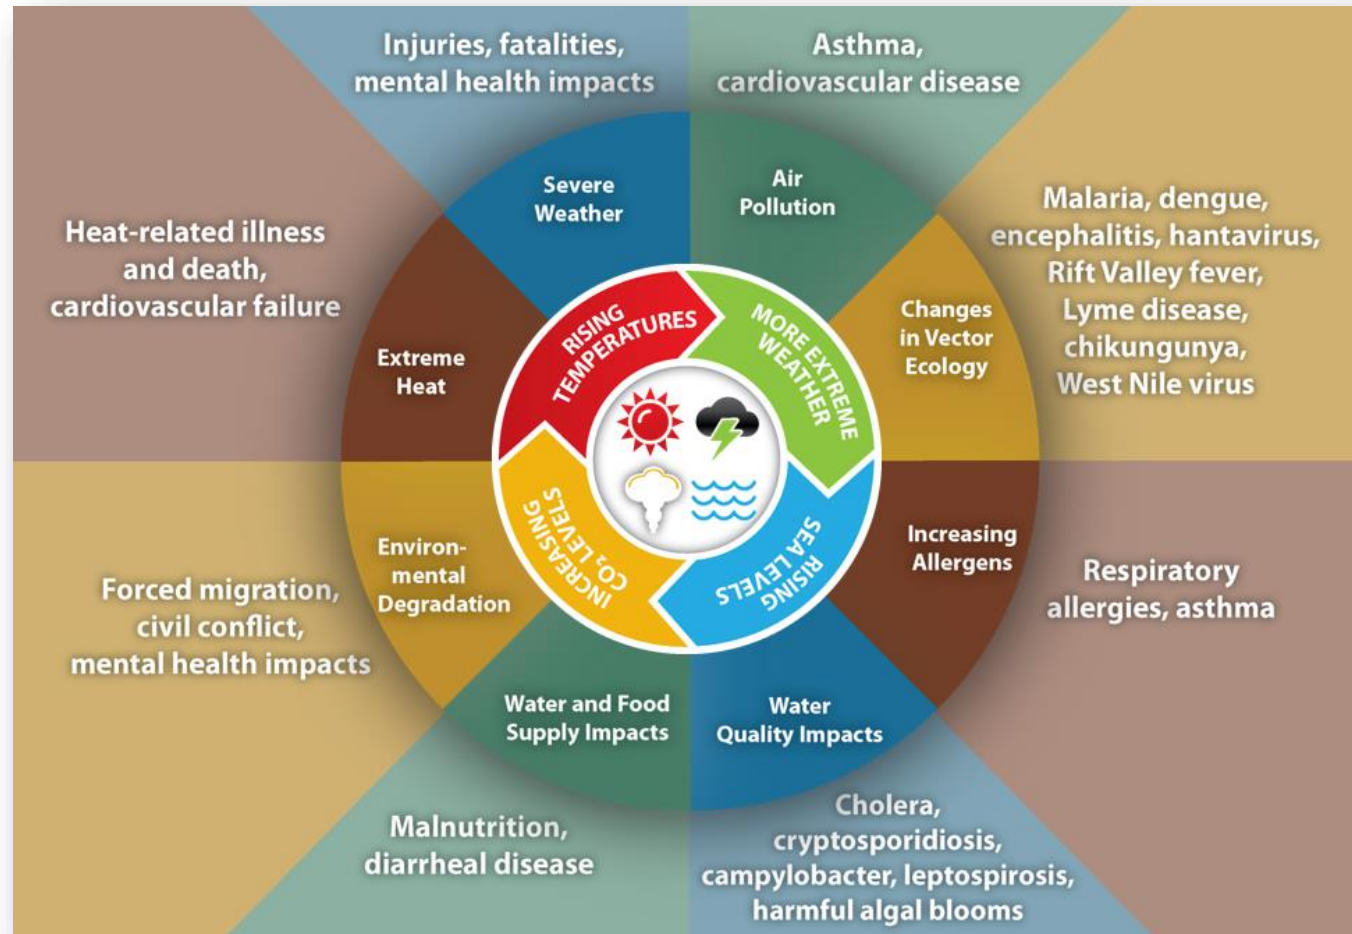 Injuries, fatalities,
mental health impacts
Asthma,
cardiovascular disease
Severe
Weather
Air
Pollution
Heat-related illness
and death,
cardiovascular failure
Malaria, dengue,
encephalitis, hantavirus,
Rift Valley fever,
Lyme disease,
chikungunya,
West Nile virus
Extreme
Heat
Changes
in Vector
Ecology
RISING
TEMPERATURES
MORE EXTREME
WEATHER
INCREASING
CO₂ LEVELS
RISING
SEA LEVELS
Environ-
mental
Degradation
Increasing
Allergens
Forced migration,
civil conflict,
mental health impacts
Respiratory
allergies, asthma
Water and Food
Supply Impacts
Water
Quality Impacts
Malnutrition,
diarrheal disease
Cholera,
cryptosporidiosis,
campylobacter, leptospirosis,
harmful algal blooms